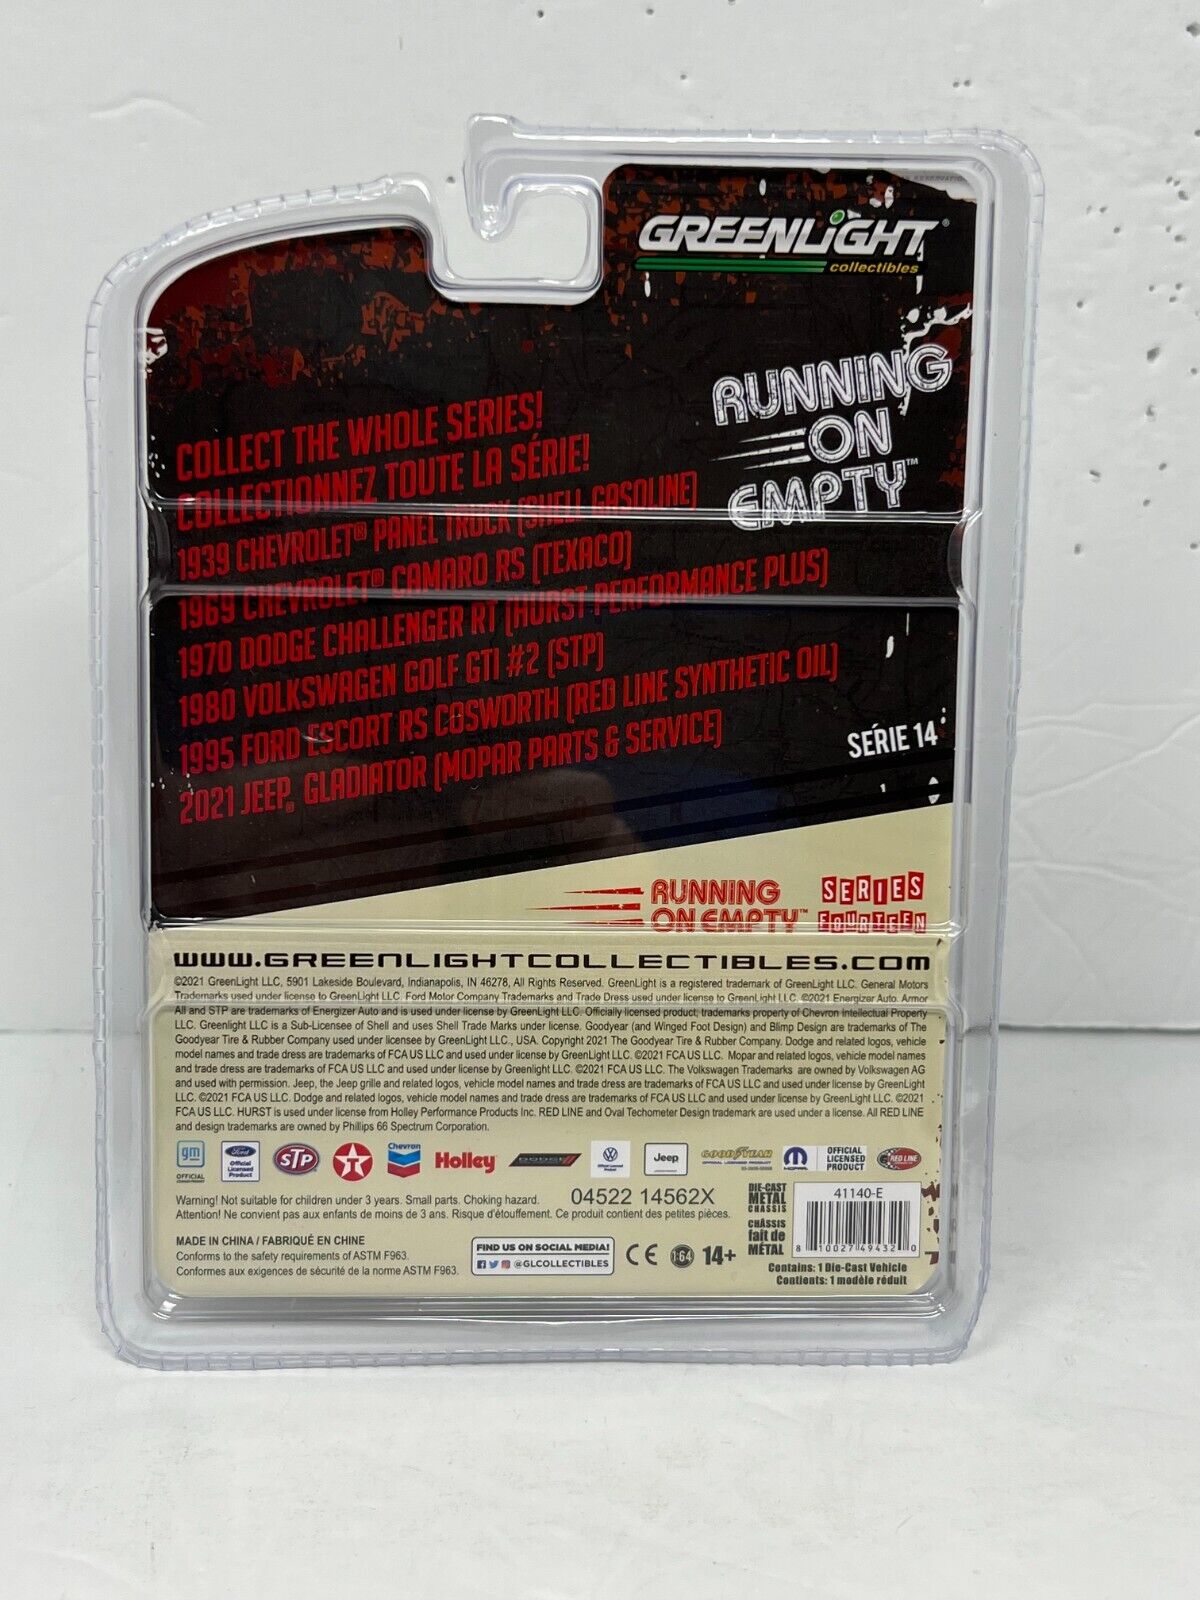 GREENLiGHT®
collectibles
RUNNING
ON
EMPTY™
COLLECT THE WHOLE SERIES!
COLLECTIONNEZ TOUTE LA SÉRIE!
1939 CHEVROLET® PANEL TRUCK (SHELL GASOLINE)
1969 CHEVROLET® CAMARO RS (TEXACO)
1970 DODGE CHALLENGER RT (HURST PERFORMANCE PLUS)
1980 VOLKSWAGEN GOLF GTI #2 (STP)
1995 FORD ESCORT RS COSWORTH (RED LINE SYNTHETIC OIL)
2021 JEEP® GLADIATOR (MOPAR PARTS & SERVICE)
SÉRIE 14
RUNNING
ON EMPTY™
SERIES
FOURTEEN
WWW.GREENLIGHTCOLLECTIBLES.COM
©2021 GreenLight LLC, 5901 Lakeside Boulevard, Indianapolis, IN 46278, All Rights Reserved. GreenLight is a registered trademark of GreenLight LLC. General Motors
Trademarks used under license to GreenLight LLC. Ford Motor Company Trademarks and Trade Dress used under license to GreenLight LLC. ©2021 Energizer Auto. Armor
All and STP are trademarks of Energizer Auto and is used under license by GreenLight LLC. Officially licensed product, trademarks property of Chevron Intellectual Property
LLC. GreenLight LLC is a Sub-Licensee of Shell and uses Shell Trade Marks under license. Goodyear (and Winged Foot Design) and Blimp Design are trademarks of The
Goodyear Tire & Rubber Company used under licensee by GreenLight LLC., USA. Copyright 2021 The Goodyear Tire & Rubber Company. Dodge and related logos, vehicle
model names and trade dress are trademarks of FCA US LLC and used under license by GreenLight LLC. ©2021 FCA US LLC. Mopar and related logos, vehicle model names
and trade dress are trademarks of FCA US LLC and used under license by GreenLight LLC. ©2021 FCA US LLC. The Volkswagen Trademarks are owned by Volkswagen AG
and used with permission. Jeep, the Jeep grille and related logos, vehicle model names and trade dress are trademarks of FCA US LLC and used under license by GreenLight
LLC. ©2021 FCA US LLC. Dodge and related logos, vehicle model names and trade dress are trademarks of FCA US LLC and used under license by GreenLight LLC. ©2021
FCA US LLC. HURST is used under license from Holley Performance Products Inc. RED LINE and Oval Techometer Design trademark are used under a license. All RED LINE
and design trademarks are owned by Phillips 66 Spectrum Corporation.
gm
OFFICIAL
Ford
Official
Licensed
Product
STP
Chevron
Holley
DODGE
Jeep
GOODYEAR
MOPAR
OFFICIAL
LICENSED
PRODUCT
RED LINE
Warning! Not suitable for children under 3 years. Small parts. Choking hazard.
Attention! Ne convient pas aux enfants de moins de 3 ans. Risque d'étouffement. Ce produit contient des petites pièces.
04522 14562X
DIE-CAST
METAL
CHASSIS
CHÂSSIS
fait de
MÉTAL
41140-E
8 10027 49432 0
MADE IN CHINA / FABRIQUÉ EN CHINE
Conforms to the safety requirements of ASTM F963.
Conformes aux exigences de sécurité de la norme ASTM F963.
FIND US ON SOCIAL MEDIA!
@GLCOLLECTIBLES
CE
1:64
14+
Contains: 1 Die-Cast Vehicle
Contients: 1 modèle réduit